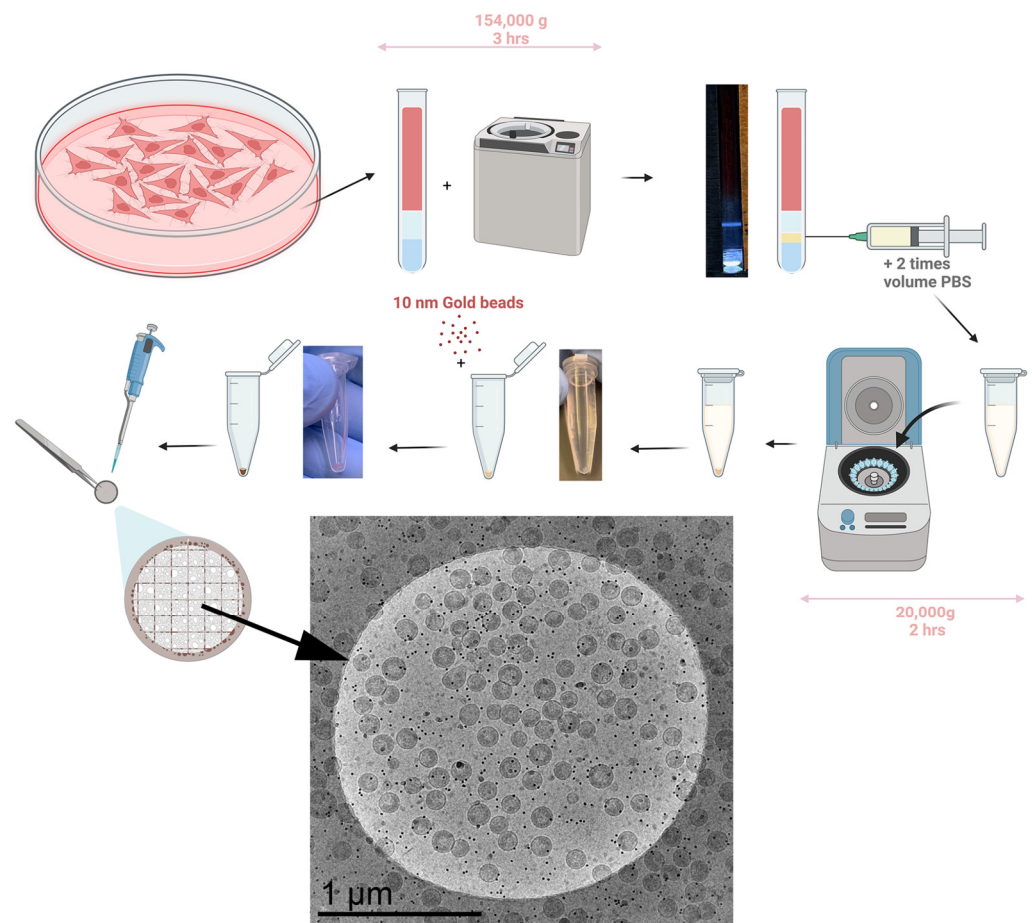 154,000 g
3 hrs
+
+ 2 times
volume PBS
10 nm Gold beads
+
20,000g
2 hrs
1 µm